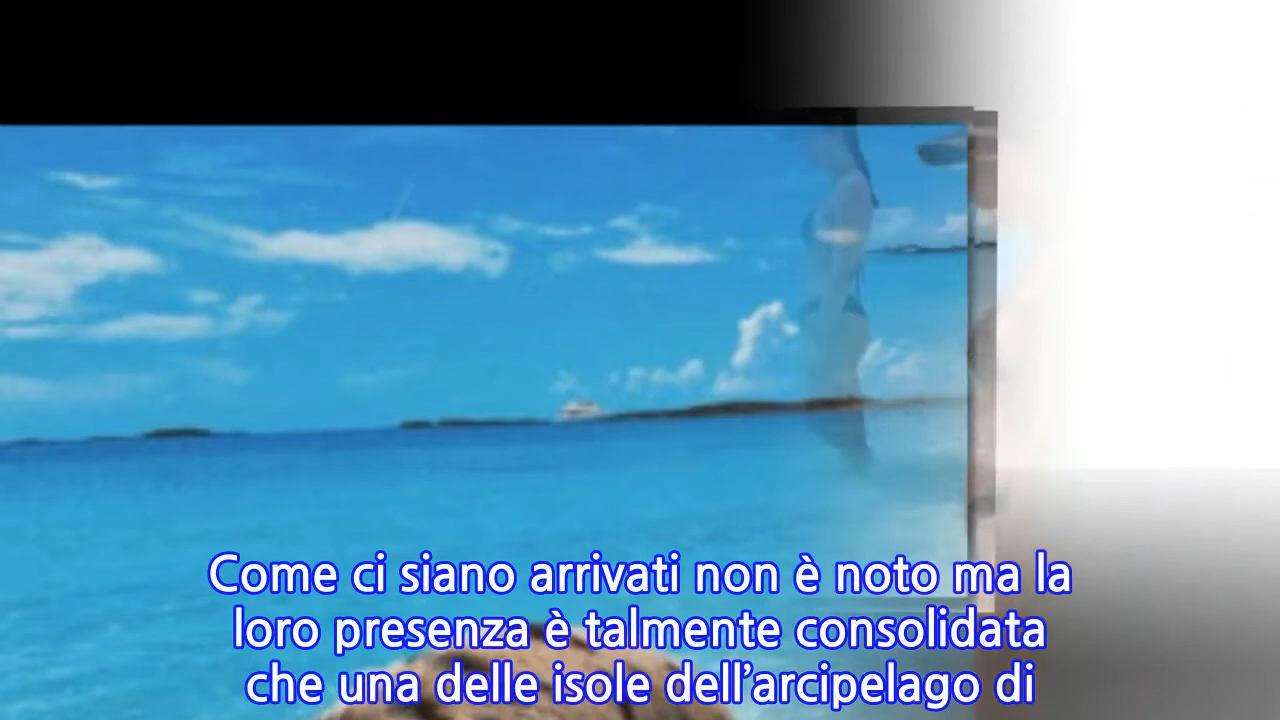 Come ci siano arrivati non è noto ma la
loro presenza è talmente consolidata
che una delle isole dell’arcipelago di